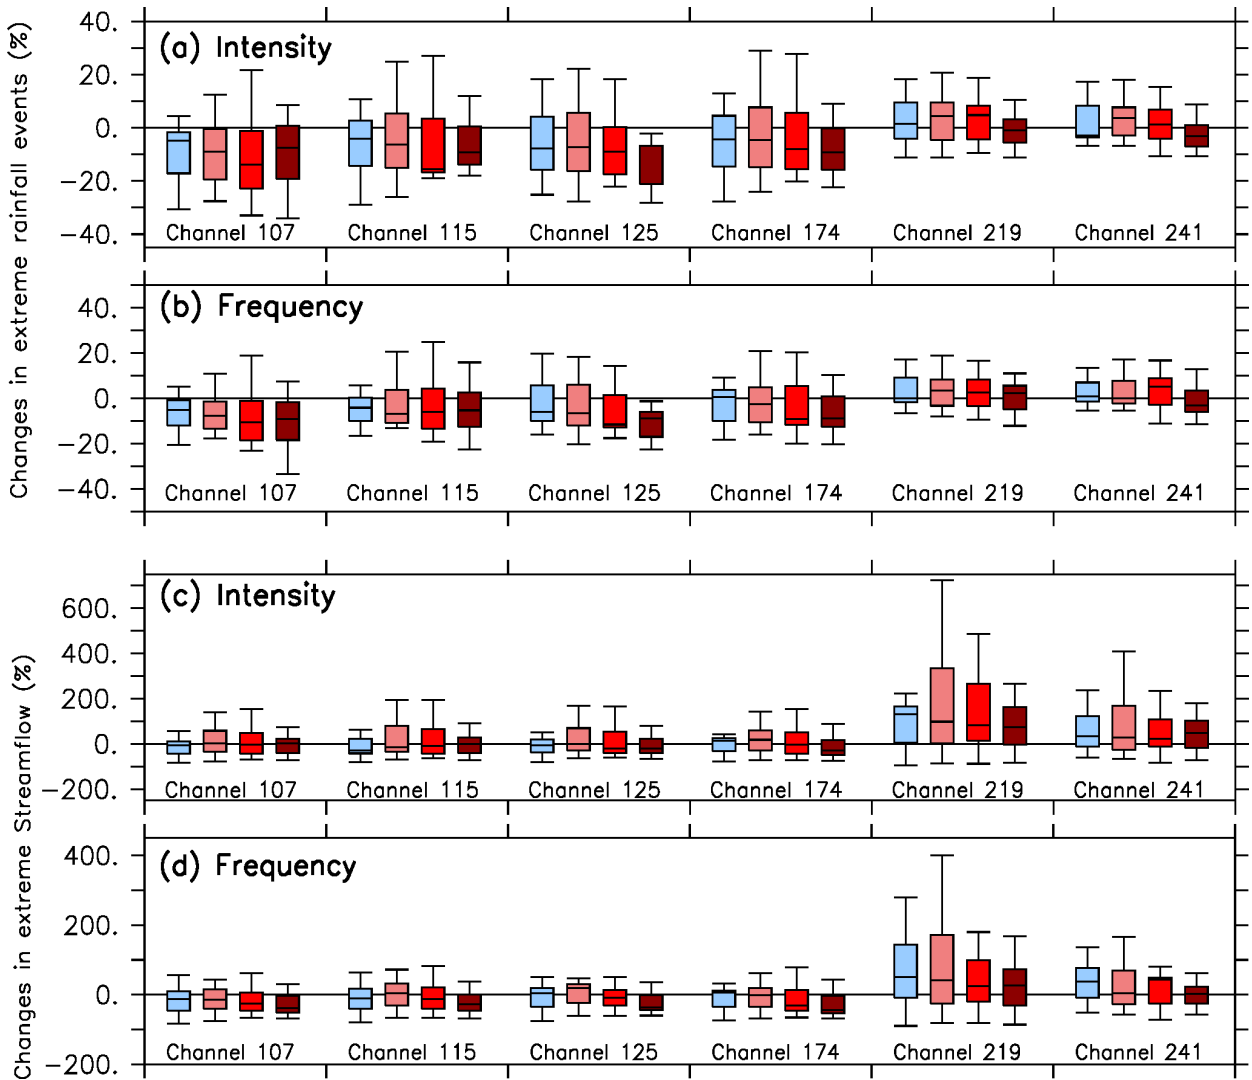 Changes in extreme rainfall events (%)
(a) Intensity
40.
20.
0.
−20.
−40.
Channel 107
Channel 115
Channel 125
Channel 174
Channel 219
Channel 241
(b) Frequency
40.
20.
0.
−20.
−40.
Channel 107
Channel 115
Channel 125
Channel 174
Channel 219
Channel 241
Changes in extreme Streamflow (%)
(c) Intensity
600.
400.
200.
0.
−200.
Channel 107
Channel 115
Channel 125
Channel 174
Channel 219
Channel 241
(d) Frequency
400.
200.
0.
−200.
Channel 107
Channel 115
Channel 125
Channel 174
Channel 219
Channel 241